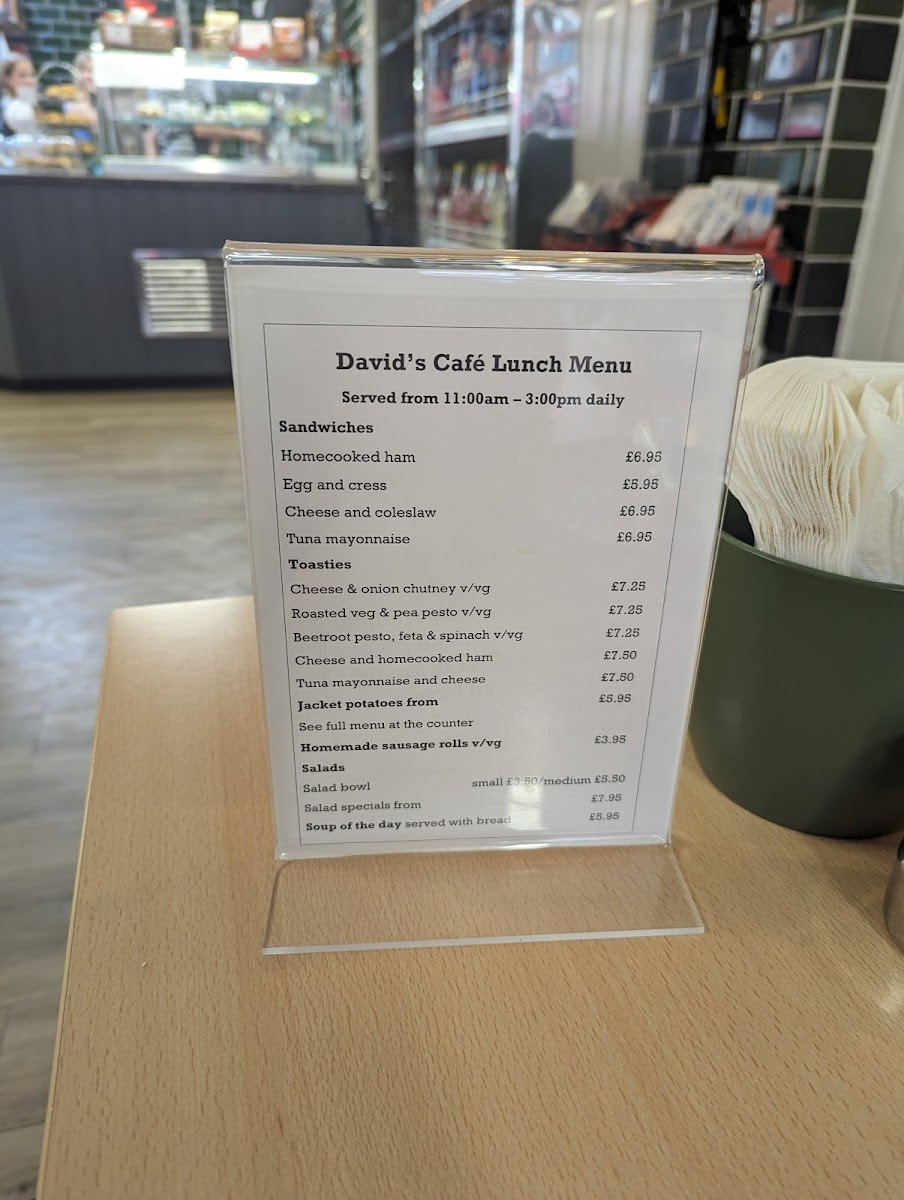 David's Café Lunch Menu
Served from 11:00am – 3:00pm daily
Sandwiches
Homecooked ham £6.95
Egg and cress £5.95
Cheese and coleslaw £6.95
Tuna mayonnaise £6.95
Toasties
Cheese & onion chutney v/vg £7.25
Roasted veg & pea pesto v/vg £7.25
Beetroot pesto, feta & spinach v/vg £7.25
Cheese and homecooked ham £7.50
Tuna mayonnaise and cheese £7.50
Jacket potatoes from £5.95
See full menu at the counter
Homemade sausage rolls v/vg £3.95
Salads
Salad bowl small £3.50/medium £5.50
Salad specials from £7.95
Soup of the day served with bread £5.95